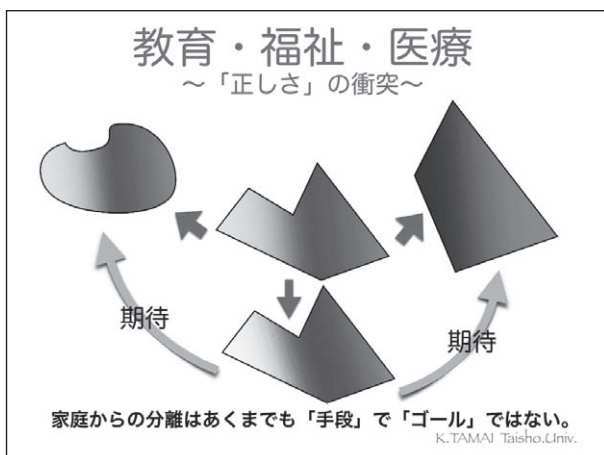 教育・福祉・医療
～「正しさ」の衝突～
期待
期待
家庭からの分離はあくまでも「手段」で「ゴール」ではない。
K.TAMAI Taisho.Univ.